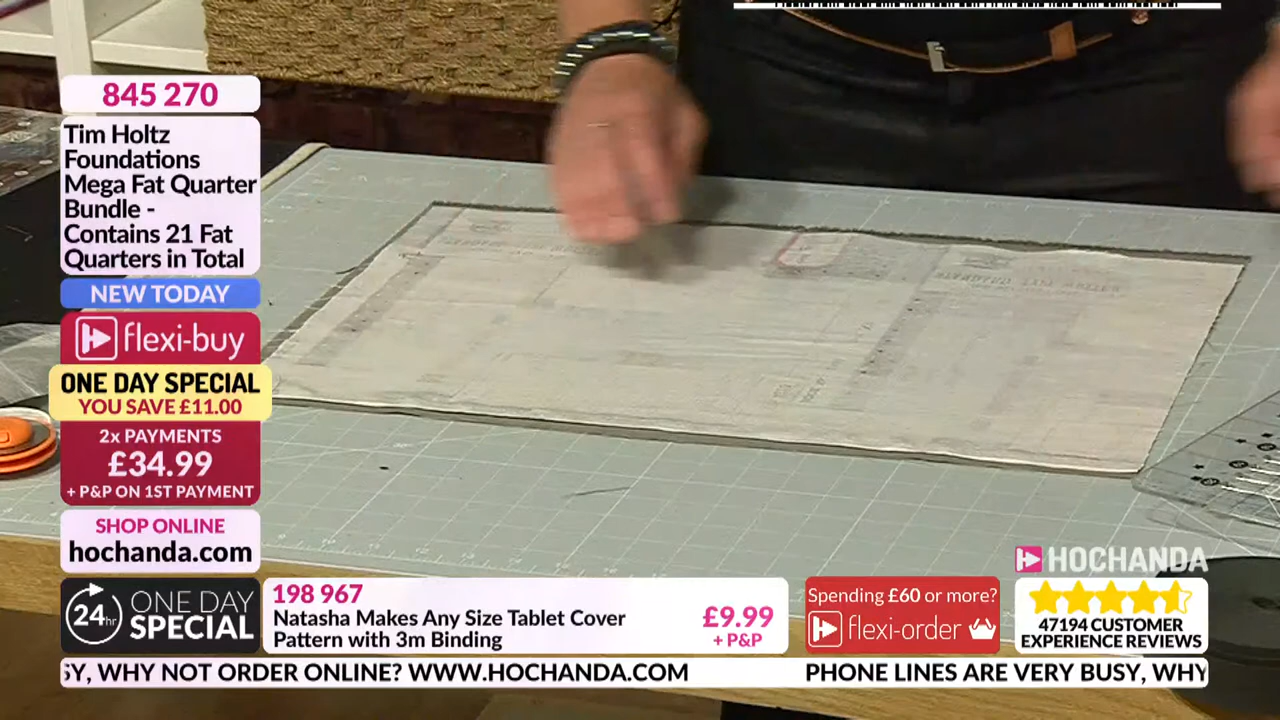 845 270
Tim Holtz
Foundations
Mega Fat Quarter
Bundle -
Contains 21 Fat
Quarters in Total
NEW TODAY
flexi-buy
ONE DAY SPECIAL
YOU SAVE £11.00
2x PAYMENTS
£34.99
+ P&P ON 1ST PAYMENT
SHOP ONLINE
hochanda.com
HOCHANDA
24hr ONE DAY
SPECIAL
198 967
Natasha Makes Any Size Tablet Cover
Pattern with 3m Binding
£9.99
+ P&P
Spending £60 or more?
flexi-order
47194 CUSTOMER
EXPERIENCE REVIEWS
SY, WHY NOT ORDER ONLINE? WWW.HOCHANDA.COM PHONE LINES ARE VERY BUSY, WHY